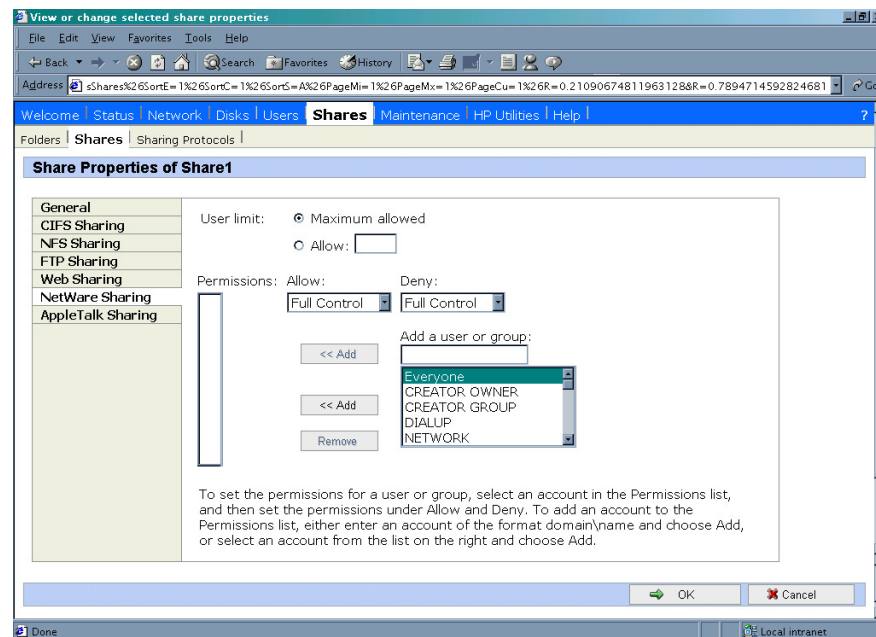 View or change selected share properties
File Edit View Favorites Tools Help
Back Search Favorites History
Address sShares%26SortE=1%26SortC=1%26SortS=A%26PageMi=1%26PageMx=1%26PageCu=1%26R=0.21090674811963128&R=0.7894714592824681 Go
Welcome Status Network Disks Users Shares Maintenance HP Utilities Help ?
Folders Shares Sharing Protocols
Share Properties of Share1
General
CIFS Sharing
NFS Sharing
FTP Sharing
Web Sharing
NetWare Sharing
AppleTalk Sharing
User limit: Maximum allowed
Allow:
Permissions: Allow: Deny:
Full Control Full Control
Add a user or group:
<< Add
Everyone
CREATOR OWNER
<< Add CREATOR GROUP
DIALUP
Remove NETWORK
To set the permissions for a user or group, select an account in the Permissions list,
and then set the permissions under Allow and Deny. To add an account to the
Permissions list, either enter an account of the format domain\name and choose Add,
or select an account from the list on the right and choose Add.
OK Cancel
Done Local intranet